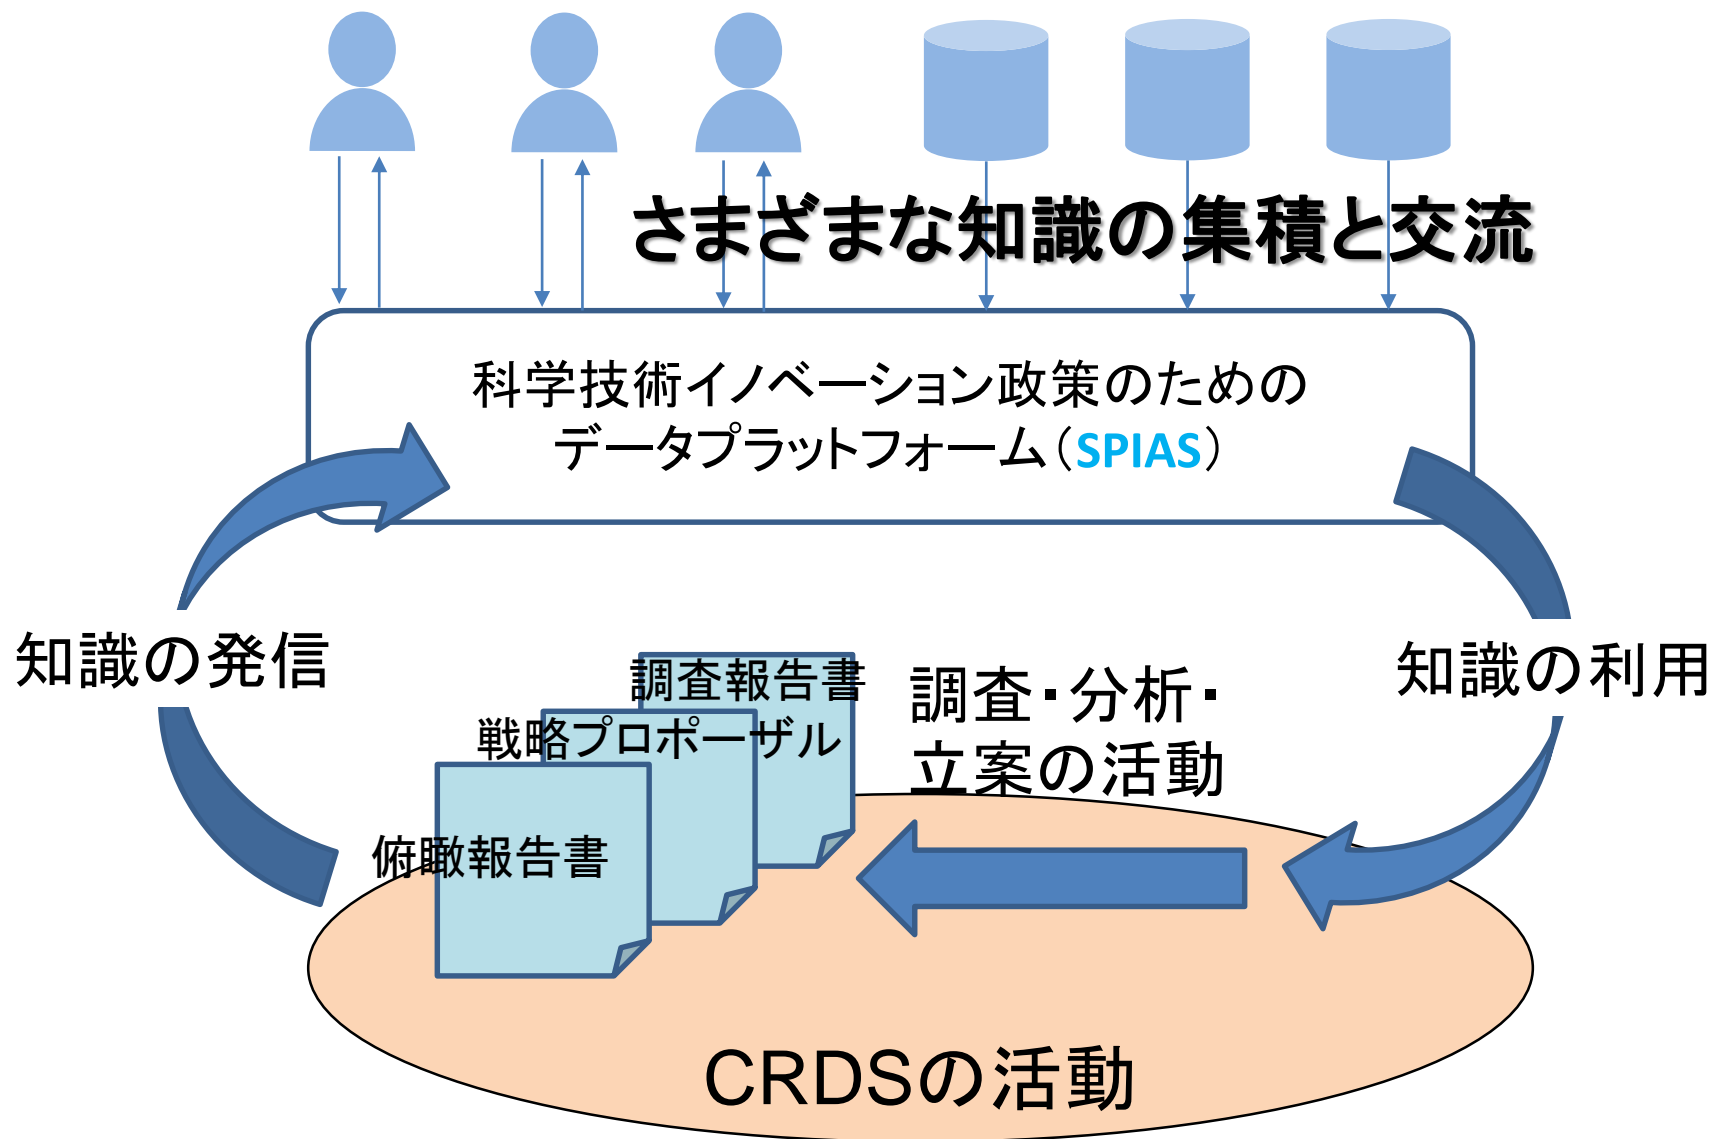 さまざまな知識の集積と交流
科学技術イノベーション政策のための
データプラットフォーム（SPIAS）
知識の発信
知識の利用
調査報告書
戦略プロポーザル
俯瞰報告書
調査・分析・
立案の活動
CRDSの活動